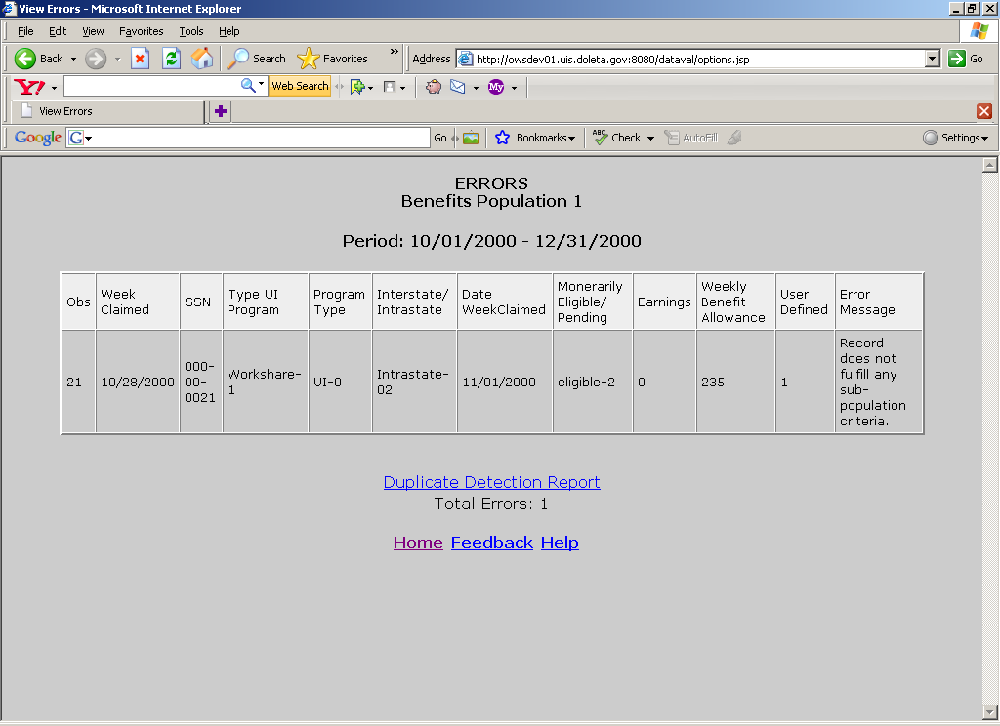 View Errors - Microsoft Internet Explorer
File Edit View Favorites Tools Help
Back Search Favorites » Address http://owsdev01.uis.doleta.gov:8080/dataval/options.jsp Go
Y! Web Search My
View Errors
Google G Go Bookmarks ABC Check AutoFill Settings
ERRORS
Benefits Population 1
Period: 10/01/2000 - 12/31/2000
Obs
Week
Claimed
SSN
Type UI
Program
Program
Type
Interstate/
Intrastate
Date
WeekClaimed
Monerarily
Eligible/
Pending
Earnings
Weekly
Benefit
Allowance
User
Defined
Error
Message
21
10/28/2000
000-
00-
0021
Workshare-
1
UI-0
Intrastate-
02
11/01/2000
eligible-2
0
235
1
Record
does not
fulfill any
sub-
population
criteria.
Duplicate Detection Report
Total Errors: 1
Home Feedback Help